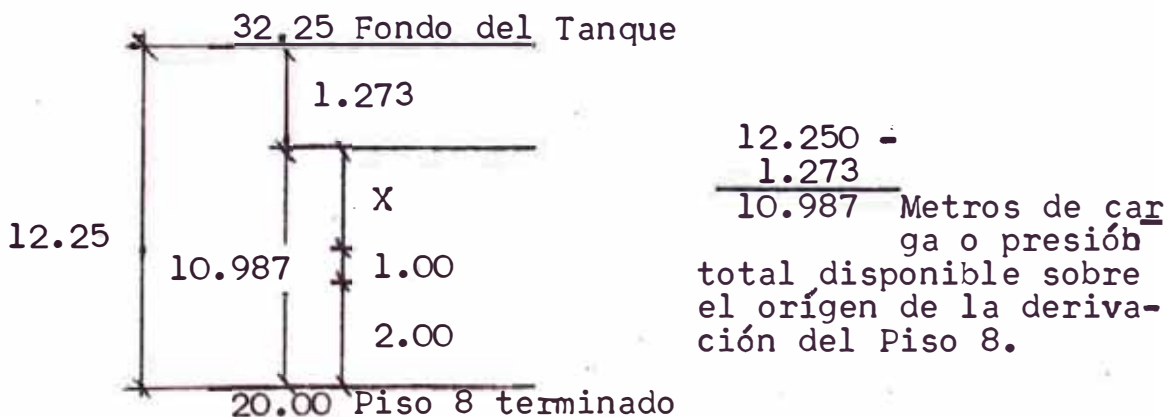 32.25 Fondo del Tanque
1.273
12.250 -
1.273
X
10.987 Metros de car
12.25
ga o presión
10.987
1.00
total disponible sobre
el orígen de la deriva-
2.00
ción del Piso 8.
20.00 Piso 8 terminado